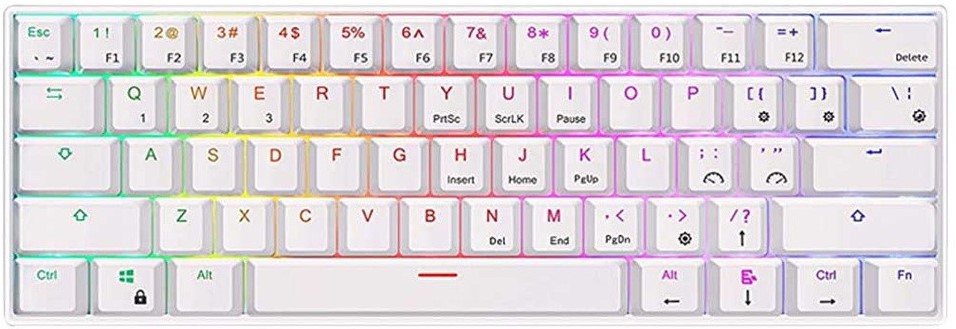 Esc 1! 2@ 3# 4$ 5% 6^ 7& 8* 9( 0) -— =+ ←
` ~ F1 F2 F3 F4 F5 F6 F7 F8 F9 F10 F11 F12 Delete
Q W E R T Y U I O P [{ ]} \ ¦
1 2 3 PrtSc ScrLK Pause
A S D F G H J K L ; : ' "
Insert Home PgUp
Z X C V B N M , < . > / ?
Del End PgDn ↑
Ctrl Alt Alt Ctrl Fn
← ↓ →